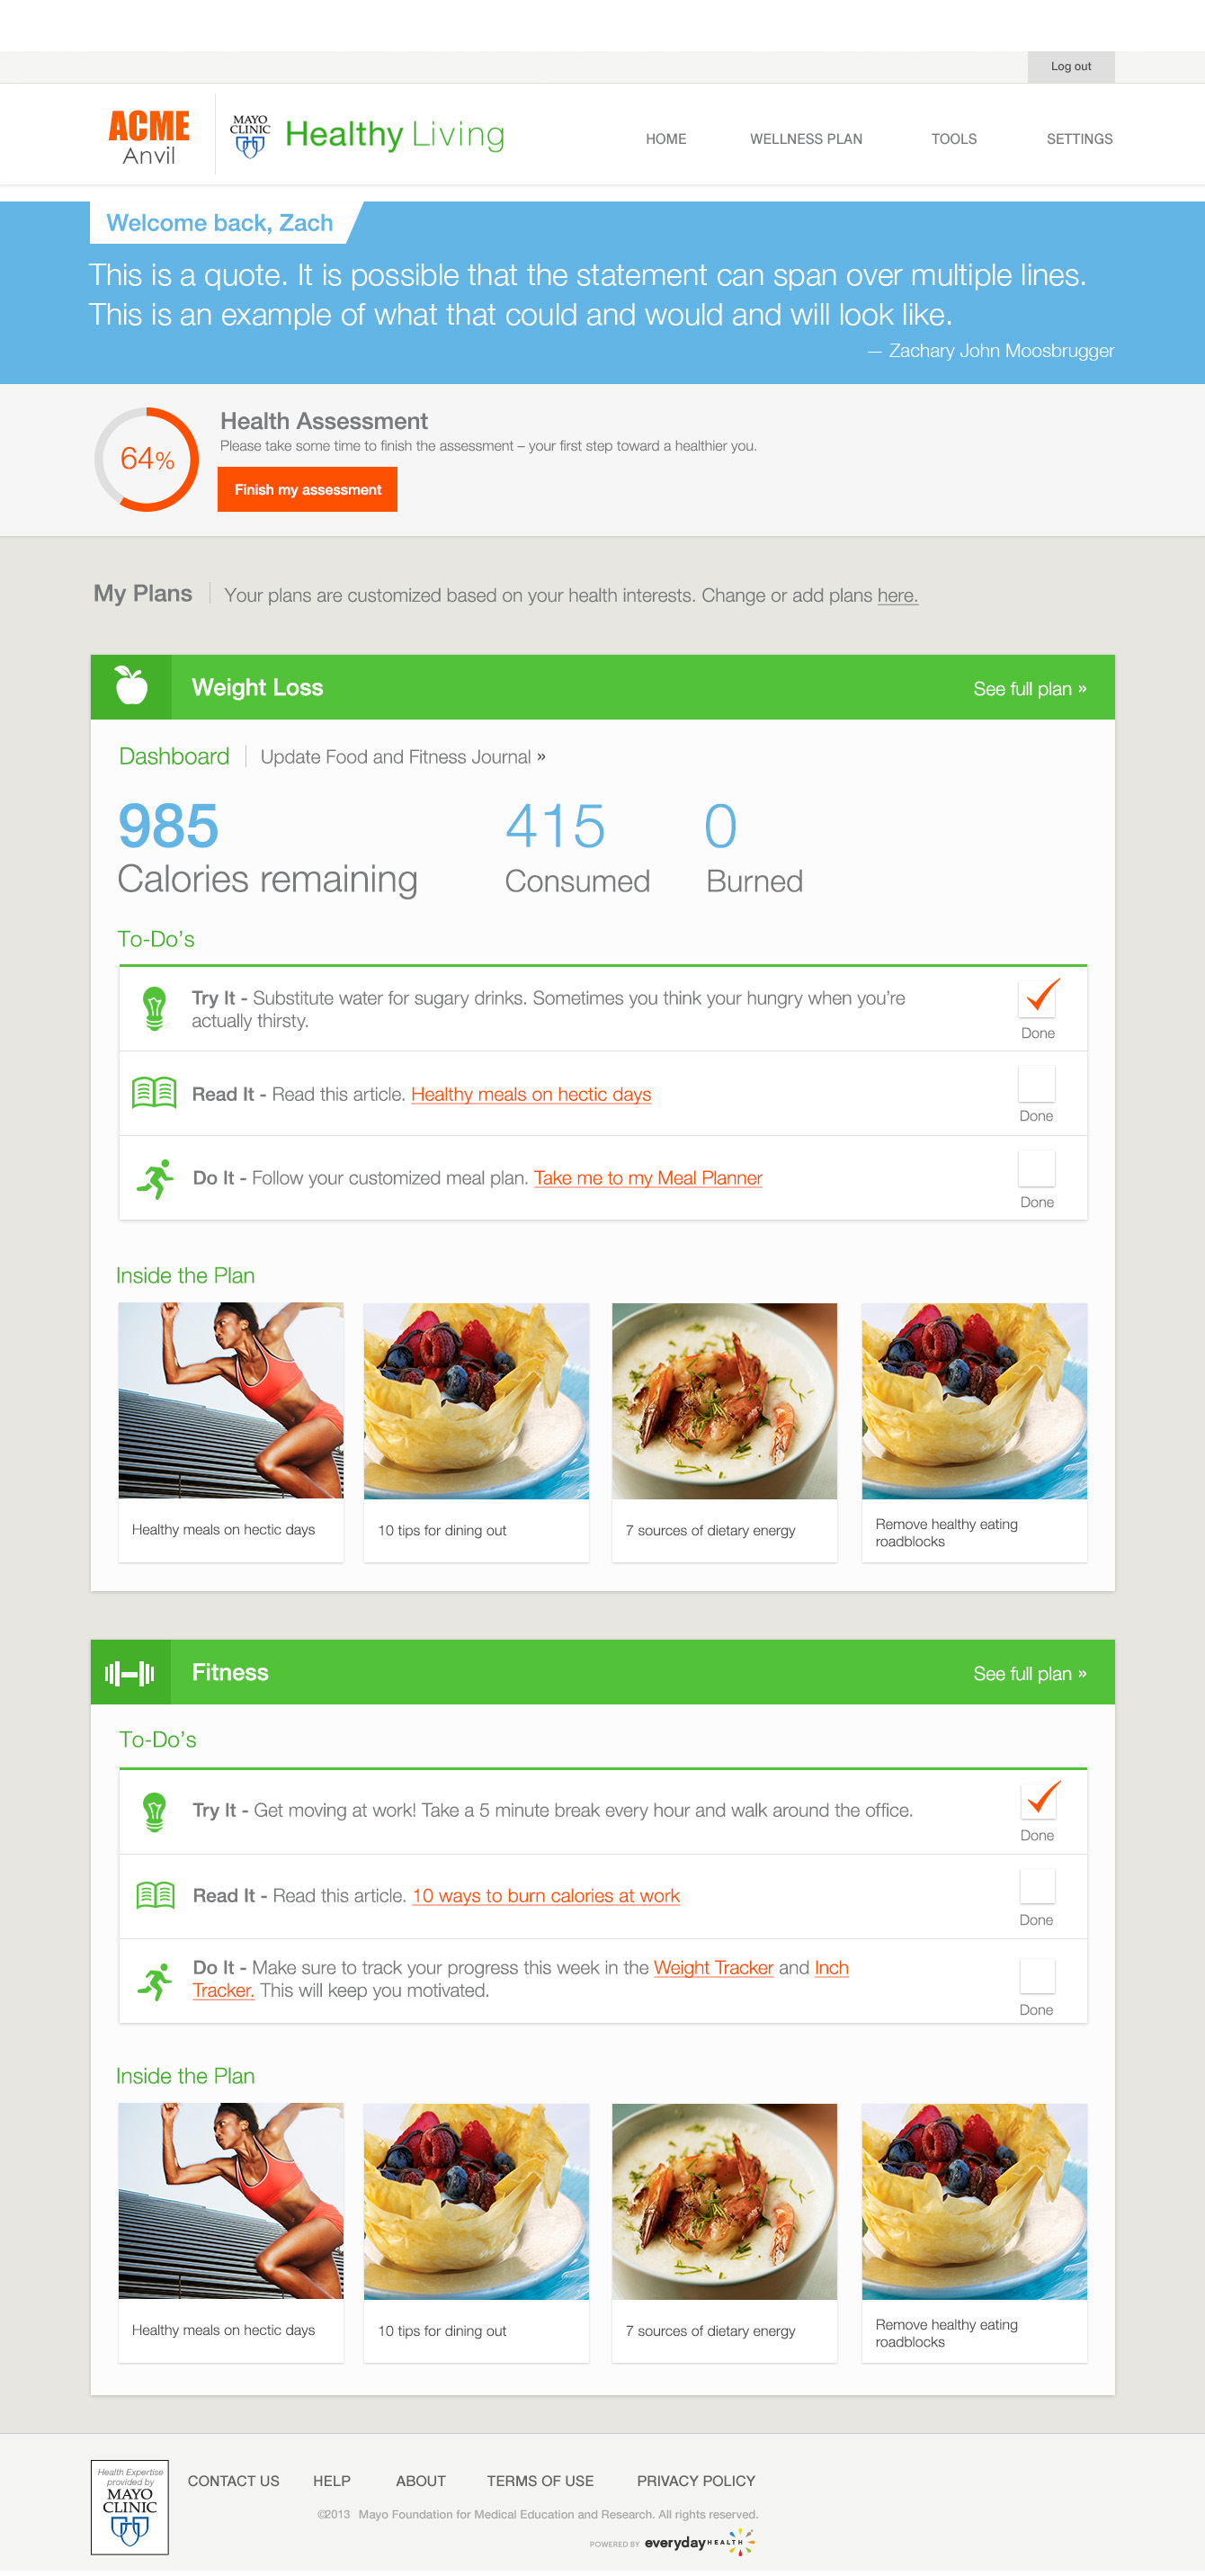 Log out
ACME
Anvil
MAYO
CLINIC
Healthy Living
HOME WELLNESS PLAN TOOLS SETTINGS
Welcome back, Zach
This is a quote. It is possible that the statement can span over multiple lines.
This is an example of what that could and would and will look like.
— Zachary John Moosbrugger
64%
Health Assessment
Please take some time to finish the assessment – your first step toward a healthier you.
Finish my assessment
My Plans Your plans are customized based on your health interests. Change or add plans here.
Weight Loss See full plan »
Dashboard Update Food and Fitness Journal »
985 415 0
Calories remaining Consumed Burned
To-Do's
Try It - Substitute water for sugary drinks. Sometimes you think your hungry when you're
actually thirsty.
Done
Read It - Read this article. Healthy meals on hectic days
Done
Do It - Follow your customized meal plan. Take me to my Meal Planner
Done
Inside the Plan
Healthy meals on hectic days
10 tips for dining out
7 sources of dietary energy
Remove healthy eating
roadblocks
Fitness See full plan »
To-Do's
Try It - Get moving at work! Take a 5 minute break every hour and walk around the office.
Done
Read It - Read this article. 10 ways to burn calories at work
Done
Do It - Make sure to track your progress this week in the Weight Tracker and Inch
Tracker. This will keep you motivated.
Done
Inside the Plan
Healthy meals on hectic days
10 tips for dining out
7 sources of dietary energy
Remove healthy eating
roadblocks
Health Expertise
provided by
MAYO
CLINIC
CONTACT US HELP ABOUT TERMS OF USE PRIVACY POLICY
©2013 Mayo Foundation for Medical Education and Research. All rights reserved.
POWERED BY everyday HEALTH